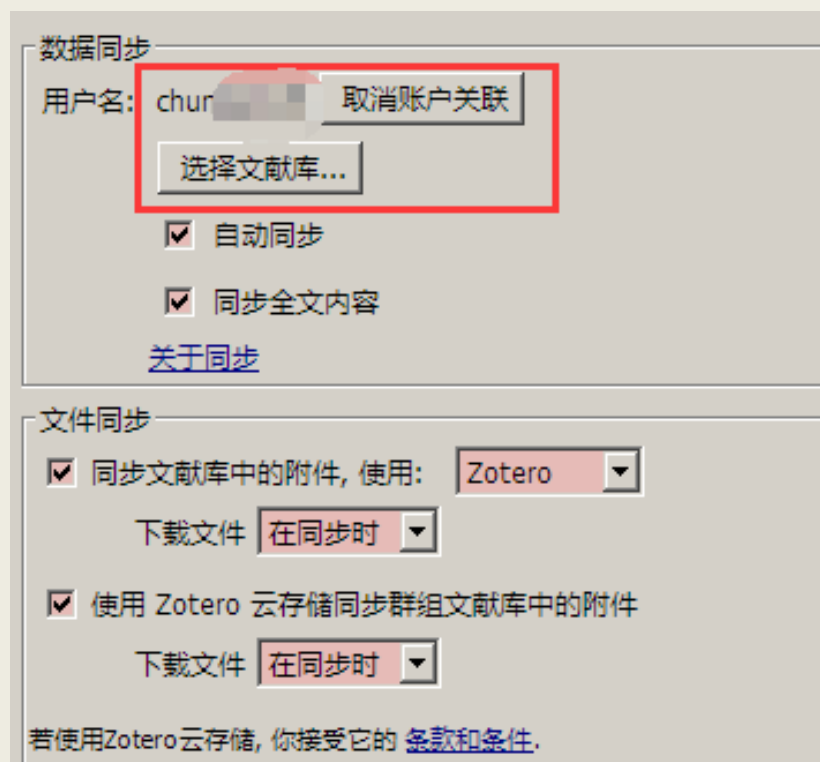 数据同步
用户名: chur 取消账户关联
选择文献库...
自动同步
同步全文内容
关于同步
文件同步
同步文献库中的附件, 使用: Zotero
下载文件 在同步时
使用 Zotero 云存储同步群组文献库中的附件
下载文件 在同步时
若使用Zotero云存储, 你接受它的 条款和条件.